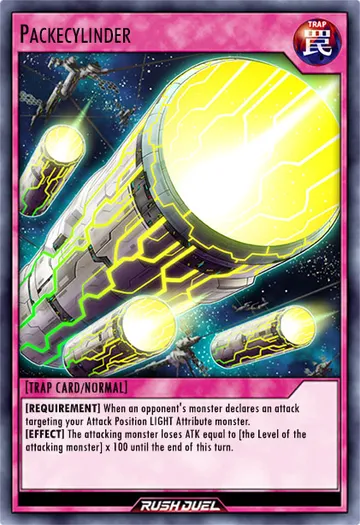 PACKECYLINDER
TRAP
罠
[TRAP CARD/NORMAL]
[REQUIREMENT] When an opponent's monster declares an attack
targeting your Attack Position LIGHT Attribute monster.
[EFFECT] The attacking monster loses ATK equal to [the Level of the
attacking monster] x 100 until the end of this turn.
RUSH DUEL